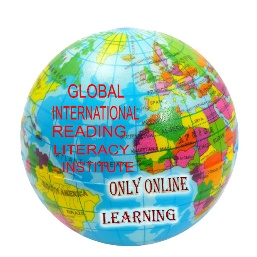 GLOBAL
INTERNATIONAL
READING
LITERACY
INSTITUTE
ONLY ONLINE
LEARNING